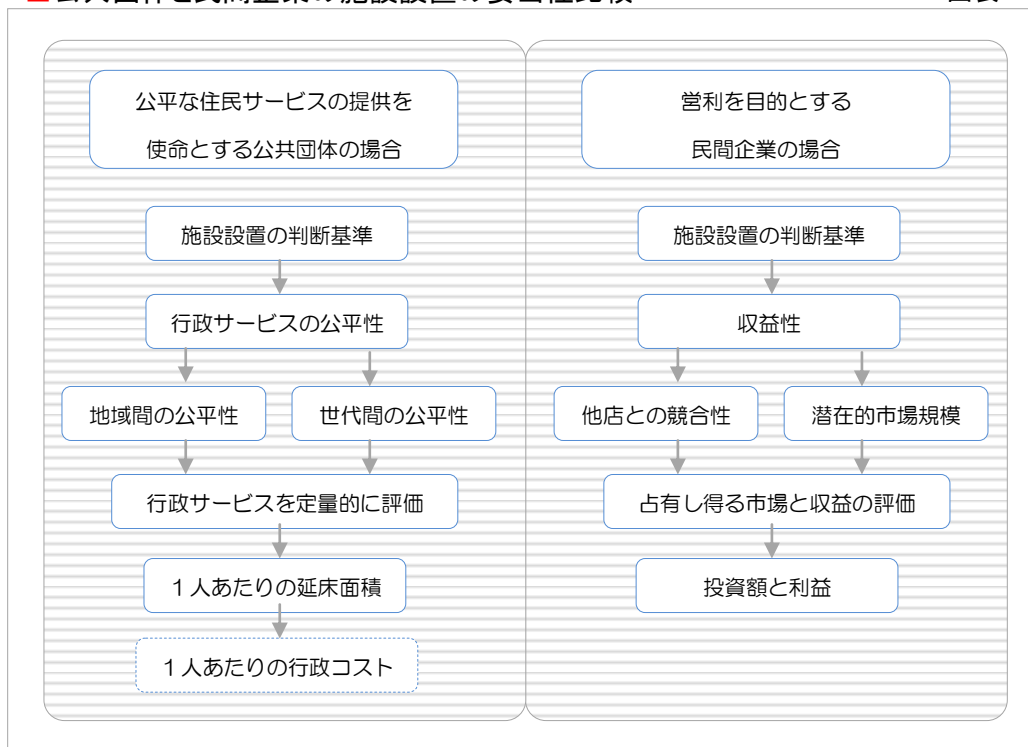 公平な住民サービスの提供を
使命とする公共団体の場合
施設設置の判断基準
行政サービスの公平性
地域間の公平性
世代間の公平性
行政サービスを定量的に評価
1人あたりの延床面積
1人あたりの行政コスト
営利を目的とする
民間企業の場合
施設設置の判断基準
収益性
他店との競合性
潜在的市場規模
占有し得る市場と収益の評価
投資額と利益